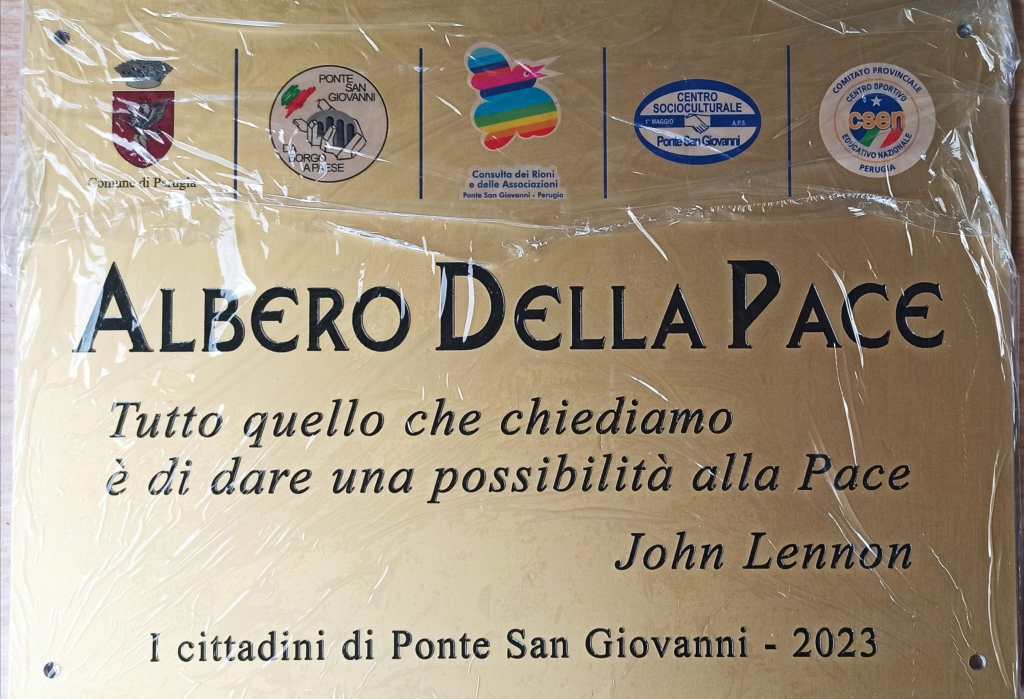 Comune di Perugia
PONTE
SAN
GIOVANNI
DA
BORGO
A PAESE
Consulta dei Rioni
e delle Associazioni
Ponte San Giovanni - Perugia
CENTRO
SOCIOCULTURALE
1° MAGGIO A.P.S.
Ponte San Giovanni
COMITATO PROVINCIALE
CENTRO SPORTIVO
csen
EDUCATIVO NAZIONALE
PERUGIA
ALBERO DELLA PACE
Tutto quello che chiediamo
è di dare una possibilità alla Pace
John Lennon
I cittadini di Ponte San Giovanni - 2023